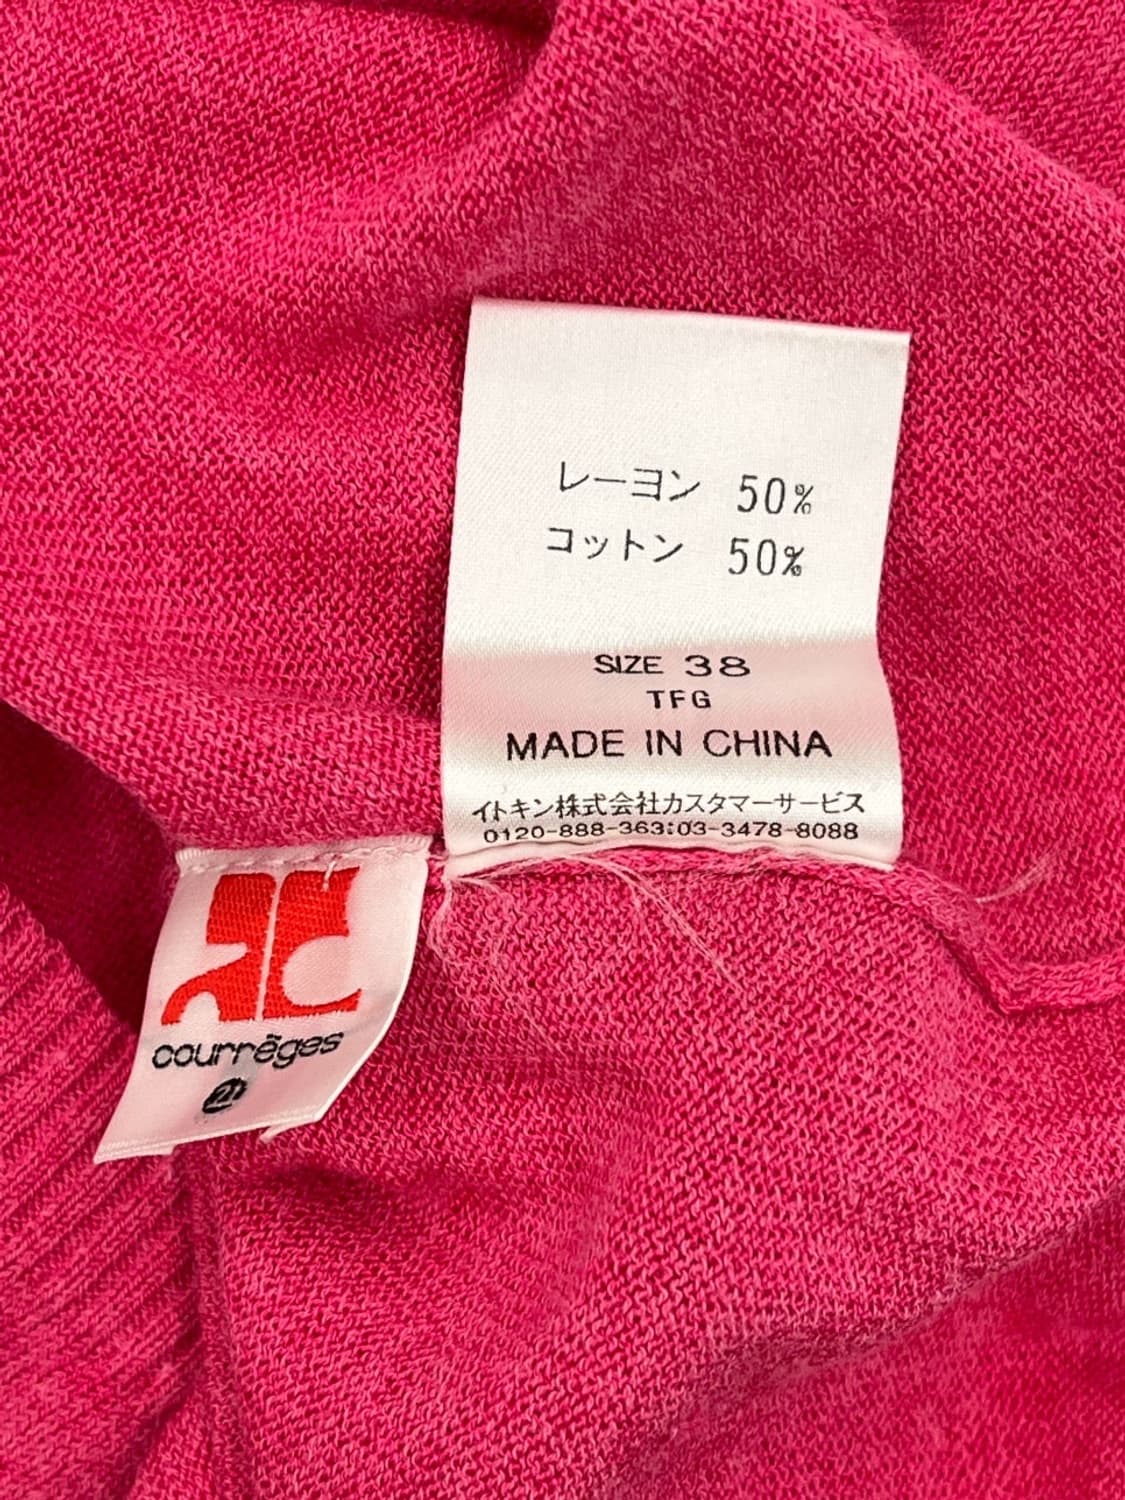 レーヨン 50%
コットン 50%
SIZE 38
TFG
MADE IN CHINA
イトキン株式会社カスタマーサービス
0120-888-363:03-3478-8088
courrèges
21